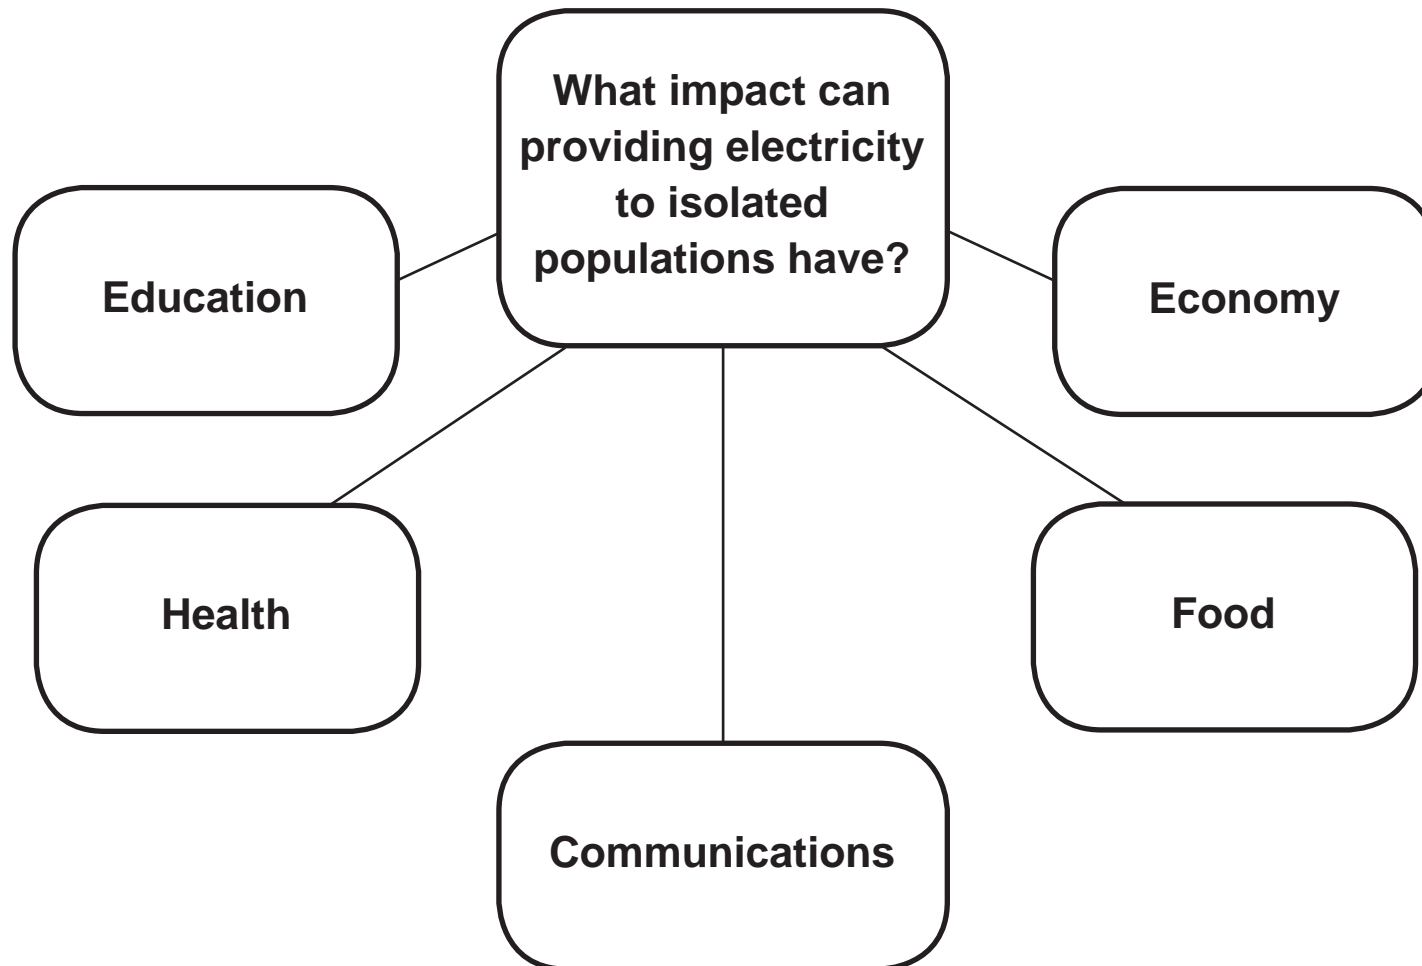 What impact can
providing electricity
to isolated
populations have?
Education
Economy
Health
Food
Communications